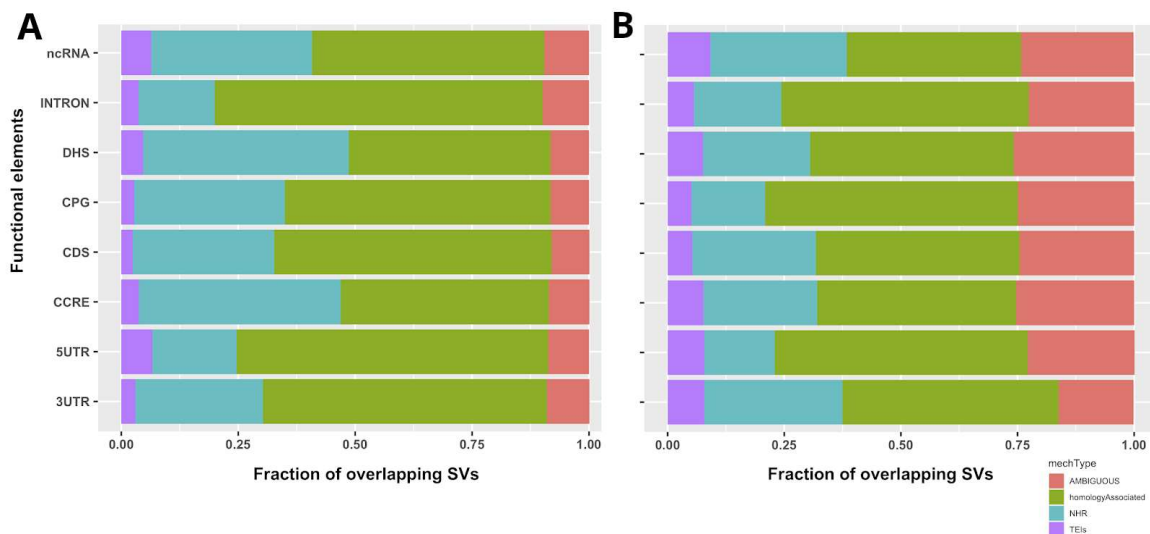 A
B
Functional elements
ncRNA
INTRON
DHS
CPG
CDS
CCRE
5UTR
3UTR
0.00 0.25 0.50 0.75 1.00
0.00 0.25 0.50 0.75 1.00
Fraction of overlapping SVs
Fraction of overlapping SVs
mechType
AMBIGUOUS
homologyAssociated
NHR
TEIs